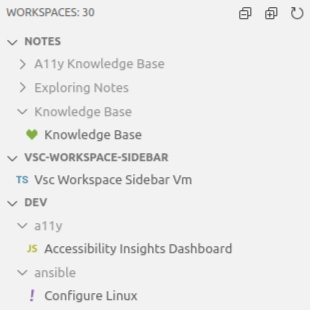 WORKSPACES: 30
NOTES
A11y Knowledge Base
Exploring Notes
Knowledge Base
Knowledge Base
VSC-WORKSPACE-SIDEBAR
TS Vsc Workspace Sidebar Vm
DEV
a11y
JS Accessibility Insights Dashboard
ansible
! Configure Linux